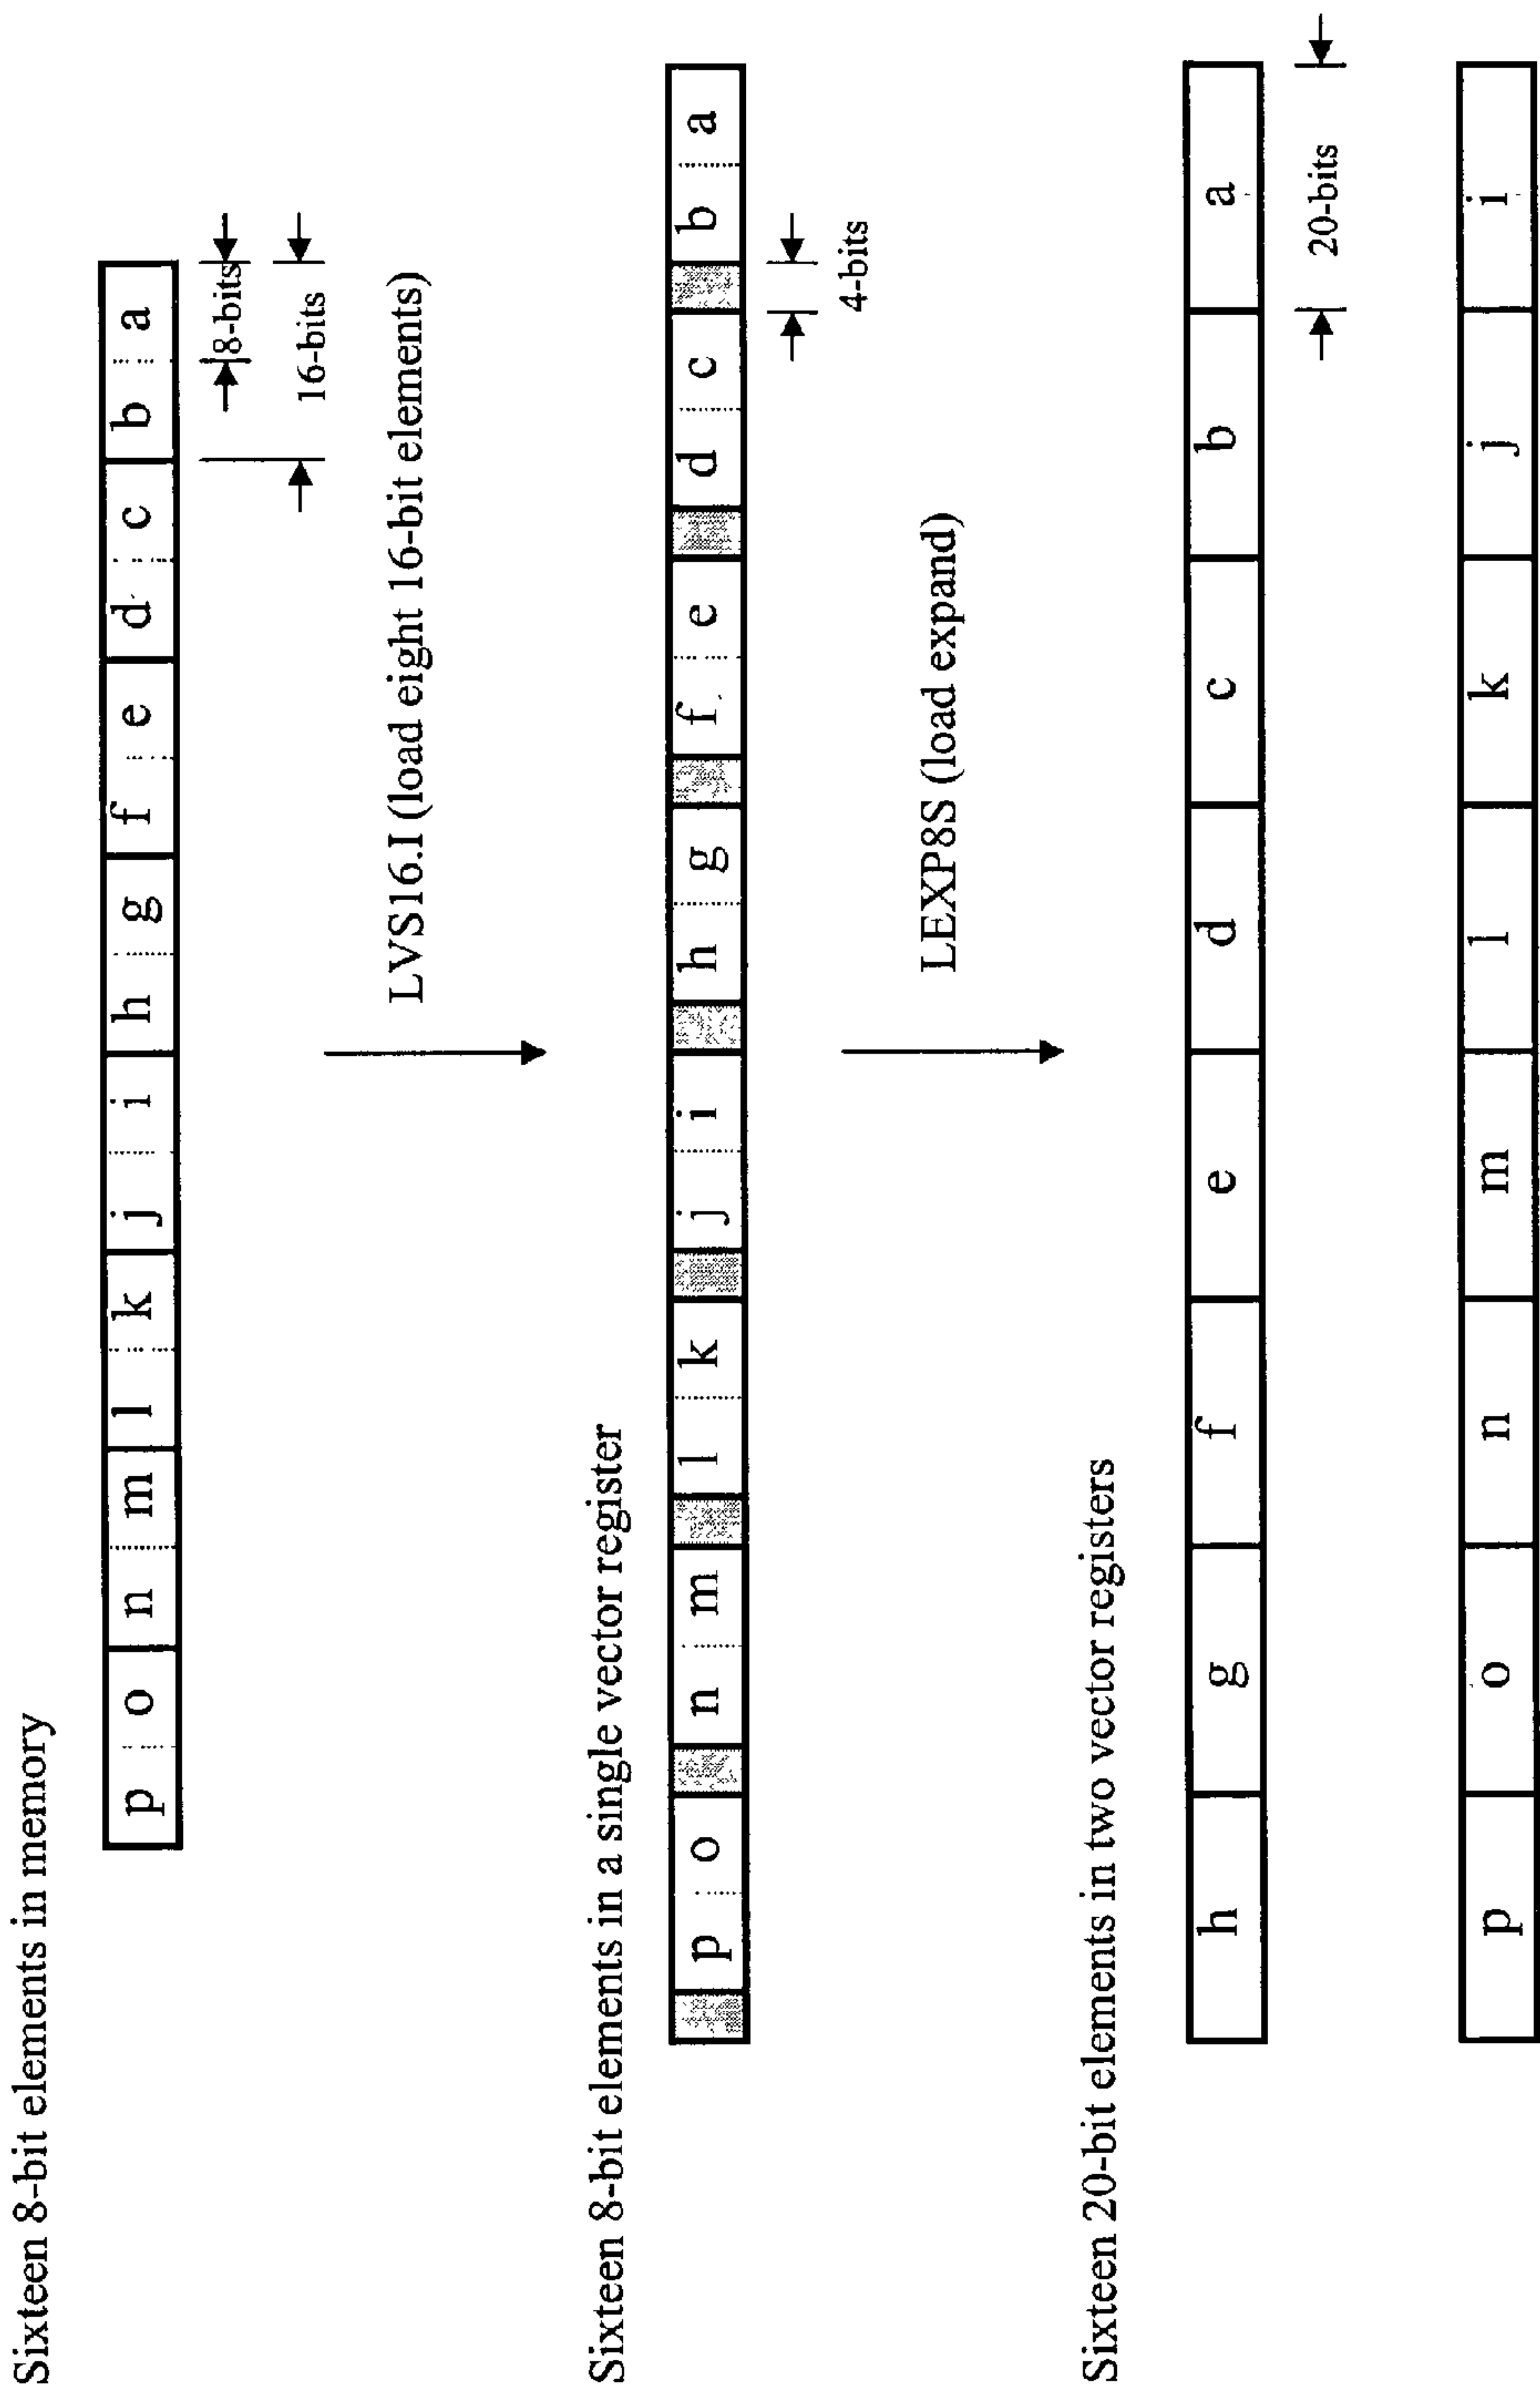 Sixteen 8-bit elements in memory
p o n m l k j i h g f e d c b a
8-bits
16-bits
LVS16.I (load eight 16-bit elements)
Sixteen 8-bit elements in a single vector register
p o n m l k j i h g f e d c b a
4-bits
LEXP8S (load expand)
Sixteen 20-bit elements in two vector registers
h g f e d c b a
20-bits
p o n m l k j i